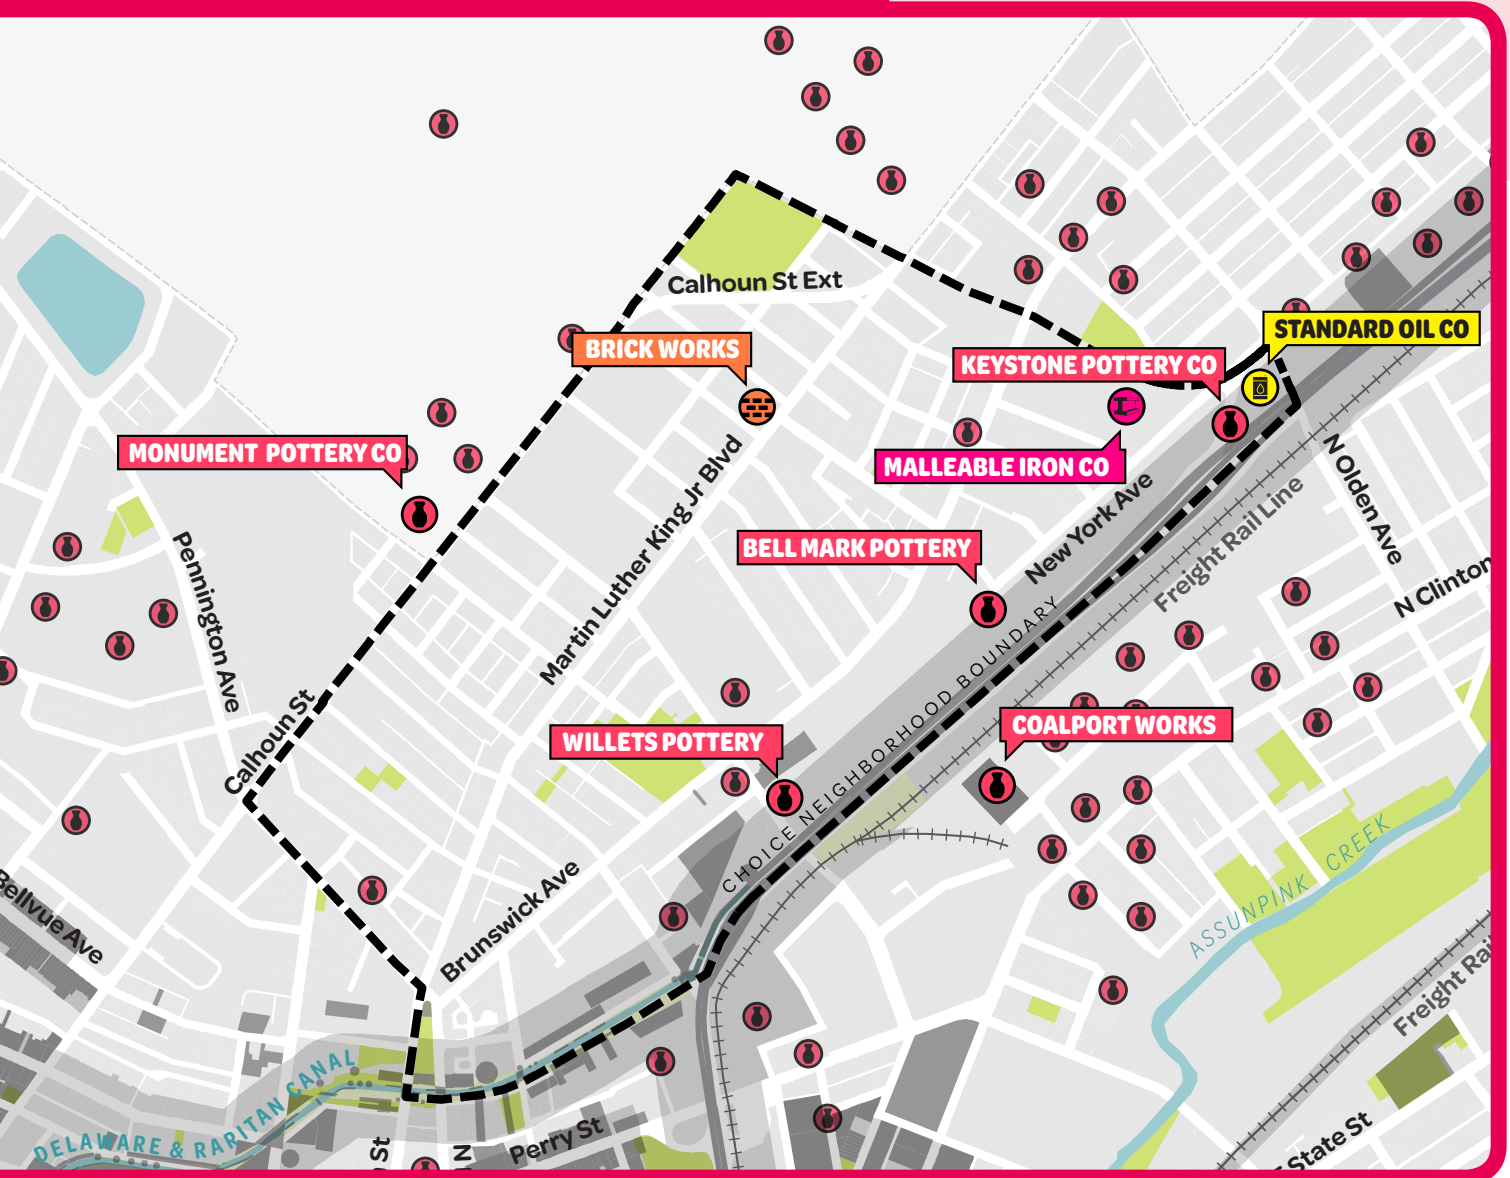 Calhoun St Ext
STANDARD OIL CO
BRICK WORKS
KEYSTONE POTTERY CO
MONUMENT POTTERY CO
MALLEABLE IRON CO
N Olden Ave
Martin Luther King Jr Blvd
New York Ave
Freight Rail Line
BELL MARK POTTERY
Pennington Ave
N Clinton
CHOICE NEIGHBORHOOD BOUNDARY
Calhoun St
WILLETS POTTERY
COALPORT WORKS
ASSUNPINK CREEK
Bellvue Ave
Brunswick Ave
Freight Rai
DELAWARE & RARITAN CANAL
Perry St
St
N
State St